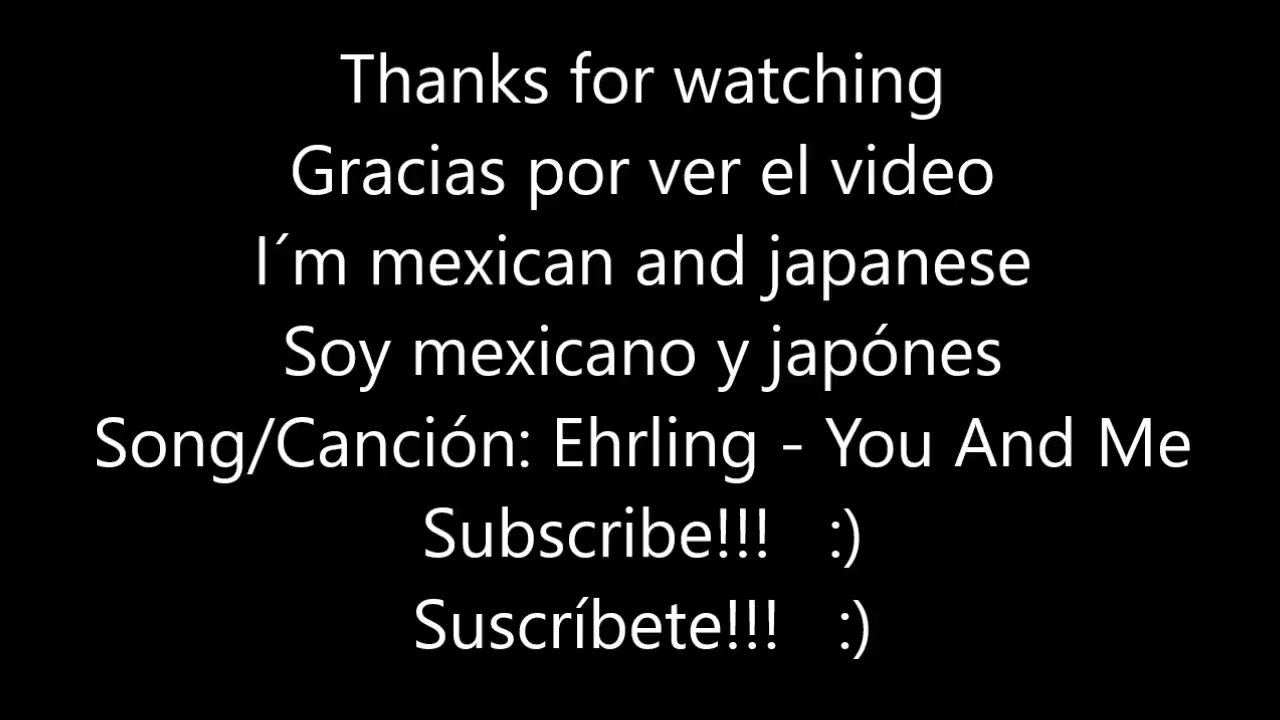 Thanks for watching
Gracias por ver el video
I´m mexican and japanese
Soy mexicano y japónes
Song/Canción: Ehrling - You And Me
Subscribe!!!   :)
Suscríbete!!!   :)